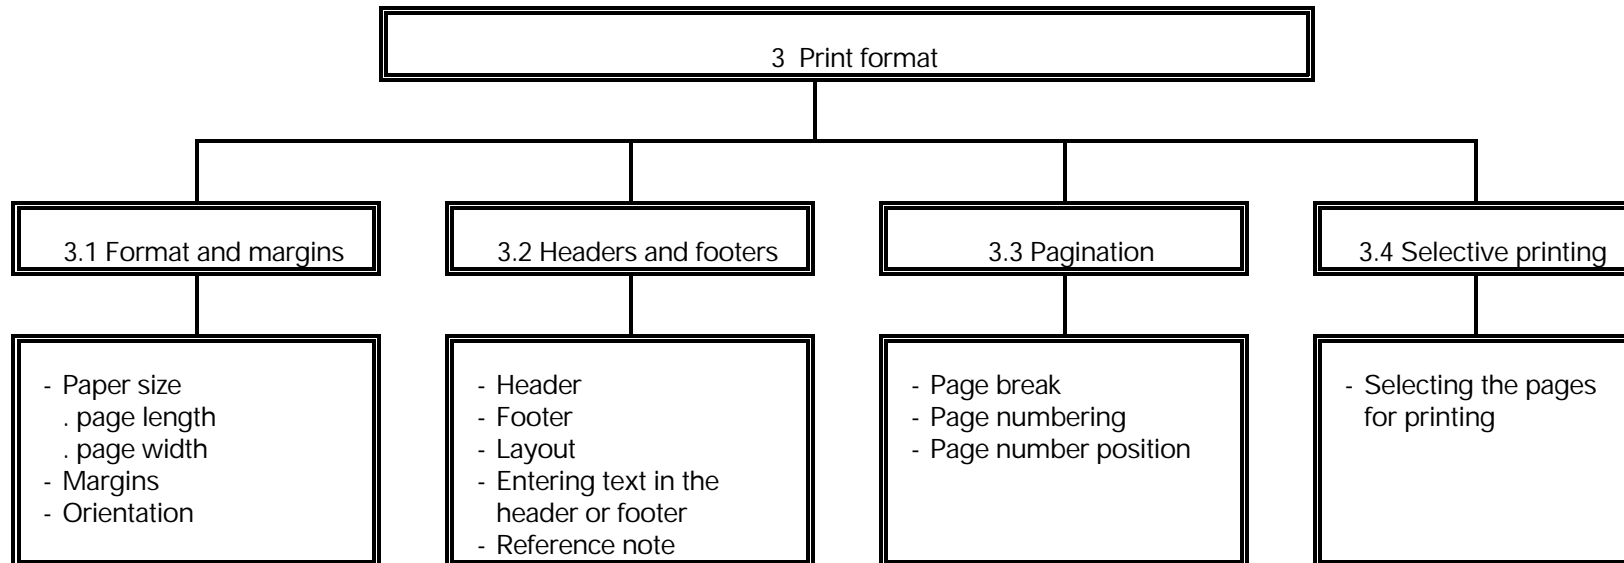 3 Print format
3.1 Format and margins
3.2 Headers and footers
3.3 Pagination
3.4 Selective printing
- Paper size
. page length
. page width
- Margins
- Orientation
- Header
- Footer
- Layout
- Entering text in the
header or footer
- Reference note
- Page break
- Page numbering
- Page number position
- Selecting the pages
for printing